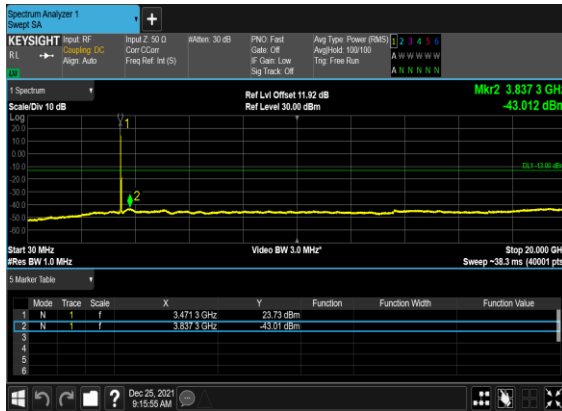 Spectrum Analyzer 1
Swept SA
KEYSIGHT Input: RF Input Z: 50 Ω #Atten: 30 dB PNO: Fast Avg Type: Power (RMS) 1 2 3 4 5 6
RL Coupling: DC Corr CCorr Gate: Off Avg|Hold: 100/100 A W W W W W
Align: Auto Freq Ref: Int (S) IF Gain: Low Trig: Free Run
Sig Track: Off A N N N N N
1 Spectrum Ref Lvl Offset 11.92 dB Mkr2 3.837 3 GHz
Scale/Div 10 dB Ref Level 30.00 dBm -43.012 dBm
Log
20.0
10.0
0.00
-10.0
-20.0
-30.0
-40.0
-50.0
-60.0
1
2
DL1 -13.00 dBm
Start 30 MHz Video BW 3.0 MHz* Stop 20.000 GHz
#Res BW 1.0 MHz Sweep ~38.3 ms (40001 pts)
5 Marker Table
Mode Trace Scale X Y Function Function Width Function Value
1 N 1 f 3.471 3 GHz 23.73 dBm
2 N 1 f 3.837 3 GHz -43.01 dBm
3
4
5
6
?
Dec 25, 2021
9:15:55 AM